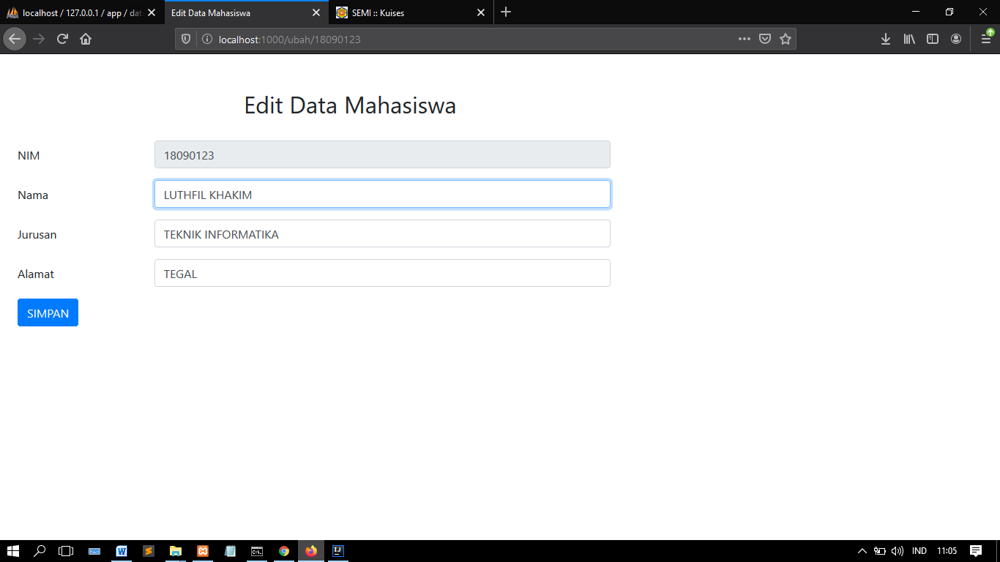 localhost / 127.0.0.1 / app / dat
Edit Data Mahasiswa
SEMI :: Kuises
localhost:1000/ubah/18090123
Edit Data Mahasiswa
NIM
18090123
Nama
LUTHFIL KHAKIM
Jurusan
TEKNIK INFORMATIKA
Alamat
TEGAL
SIMPAN
IND
11:05